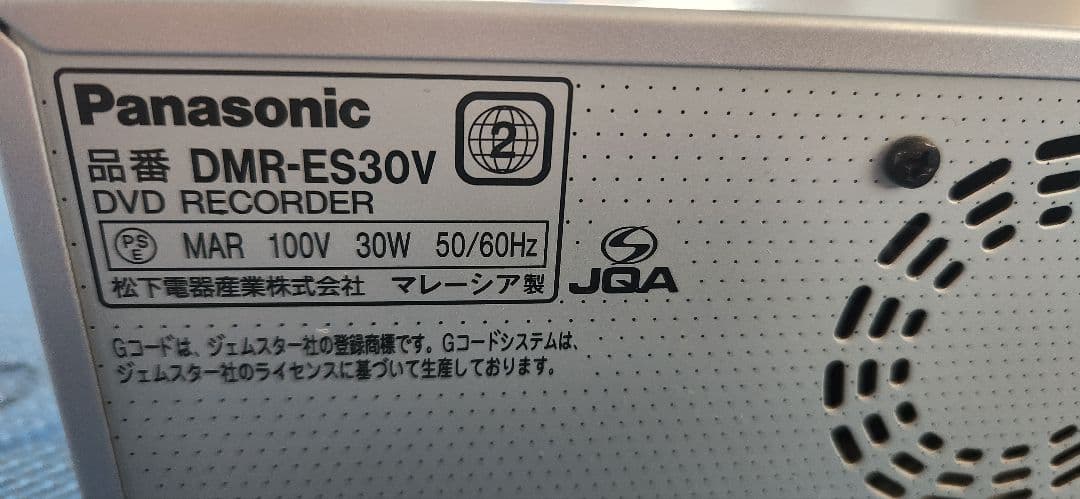 Panasonic
2
品番 DMR-ES30V
DVD RECORDER
PSE MAR 100V 30W 50/60Hz
松下電器産業株式会社 マレーシア製
JQA
Gコードは、ジェムスター社の登録商標です。Gコードシステムは、
ジェムスター社のライセンスに基づいて生産しております。